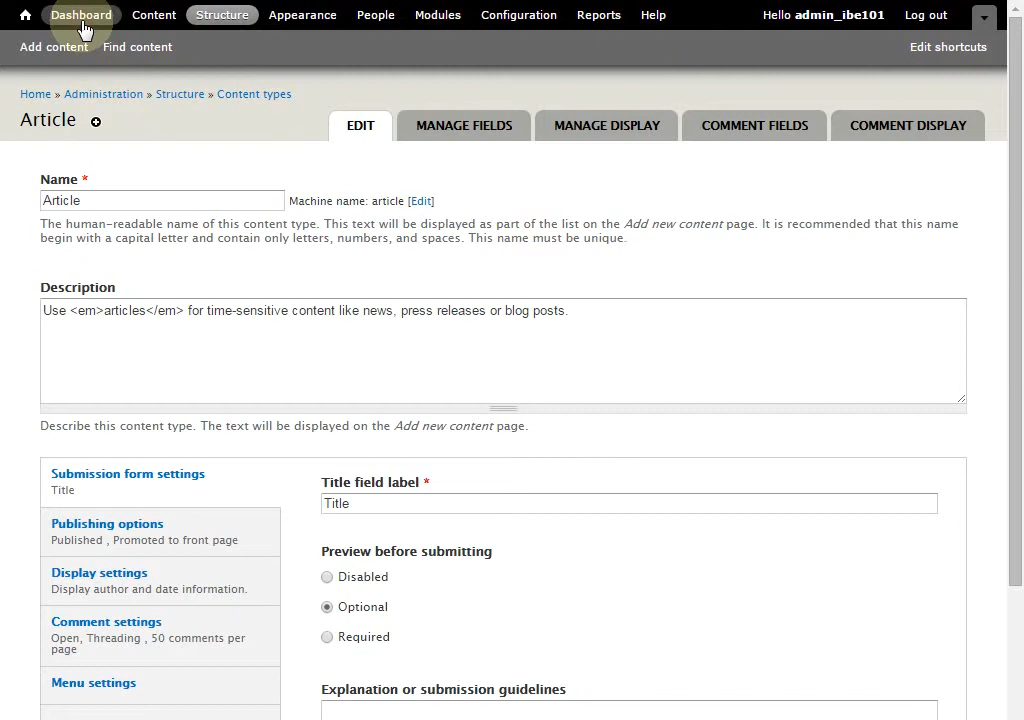 Dashboard Content Structure Appearance People Modules Configuration Reports Help Hello admin_ibe101 Log out
Add content Find content Edit shortcuts
Home » Administration » Structure » Content types
Article
EDIT MANAGE FIELDS MANAGE DISPLAY COMMENT FIELDS COMMENT DISPLAY
Name *
Article Machine name: article [Edit]
The human-readable name of this content type. This text will be displayed as part of the list on the Add new content page. It is recommended that this name
begin with a capital letter and contain only letters, numbers, and spaces. This name must be unique.
Description
Use <em>articles</em> for time-sensitive content like news, press releases or blog posts.
Describe this content type. The text will be displayed on the Add new content page.
Submission form settings
Title
Publishing options
Published , Promoted to front page
Display settings
Display author and date information.
Comment settings
Open, Threading , 50 comments per
page
Menu settings
Title field label *
Title
Preview before submitting
Disabled
Optional
Required
Explanation or submission guidelines